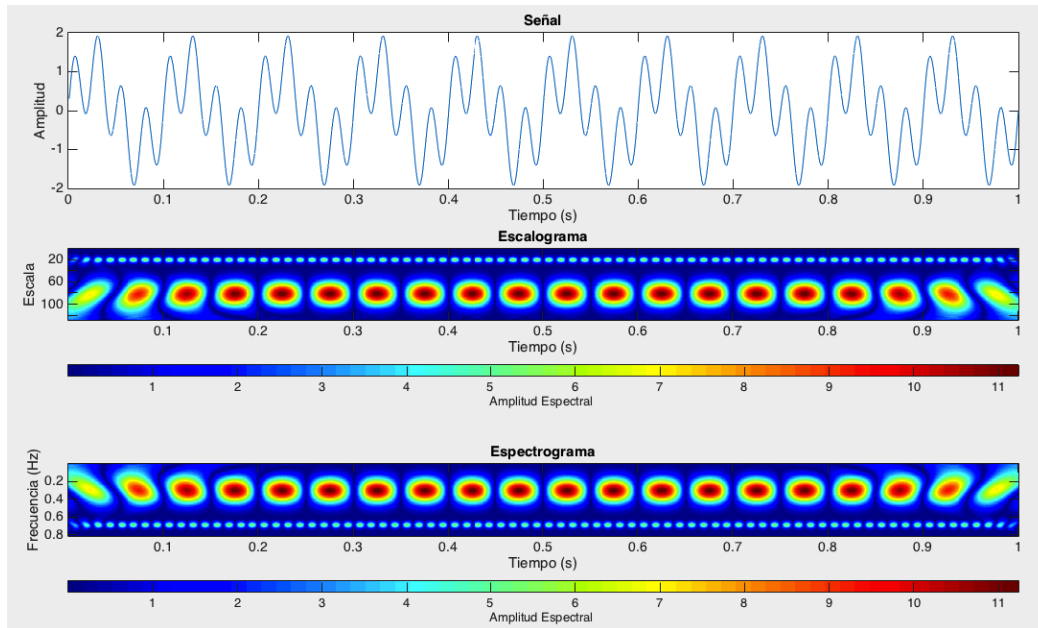 Señal
2
1
0
-1
-2
Amplitud
0 0.1 0.2 0.3 0.4 0.5 0.6 0.7 0.8 0.9 1
Tiempo (s)
Escalograma
20
60
100
Escala
0.1 0.2 0.3 0.4 0.5 0.6 0.7 0.8 0.9 1
Tiempo (s)
1 2 3 4 5 6 7 8 9 10 11
Amplitud Espectral
Espectrograma
0.2
0.4
0.6
0.8
Frecuencia (Hz)
0.1 0.2 0.3 0.4 0.5 0.6 0.7 0.8 0.9 1
Tiempo (s)
1 2 3 4 5 6 7 8 9 10 11
Amplitud Espectral